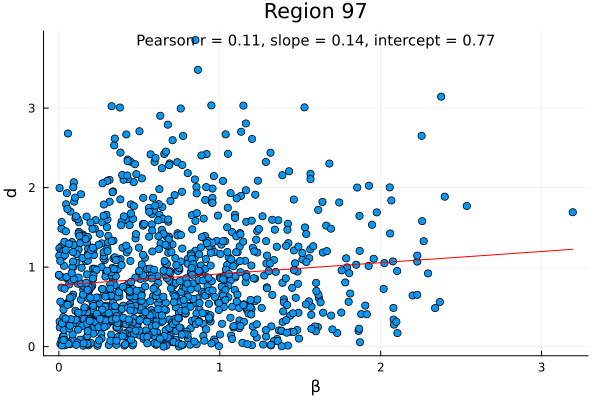 Region 97
Pearson r = 0.11, slope = 0.14, intercept = 0.77
d
3
2
1
0
0 1 2 3
β